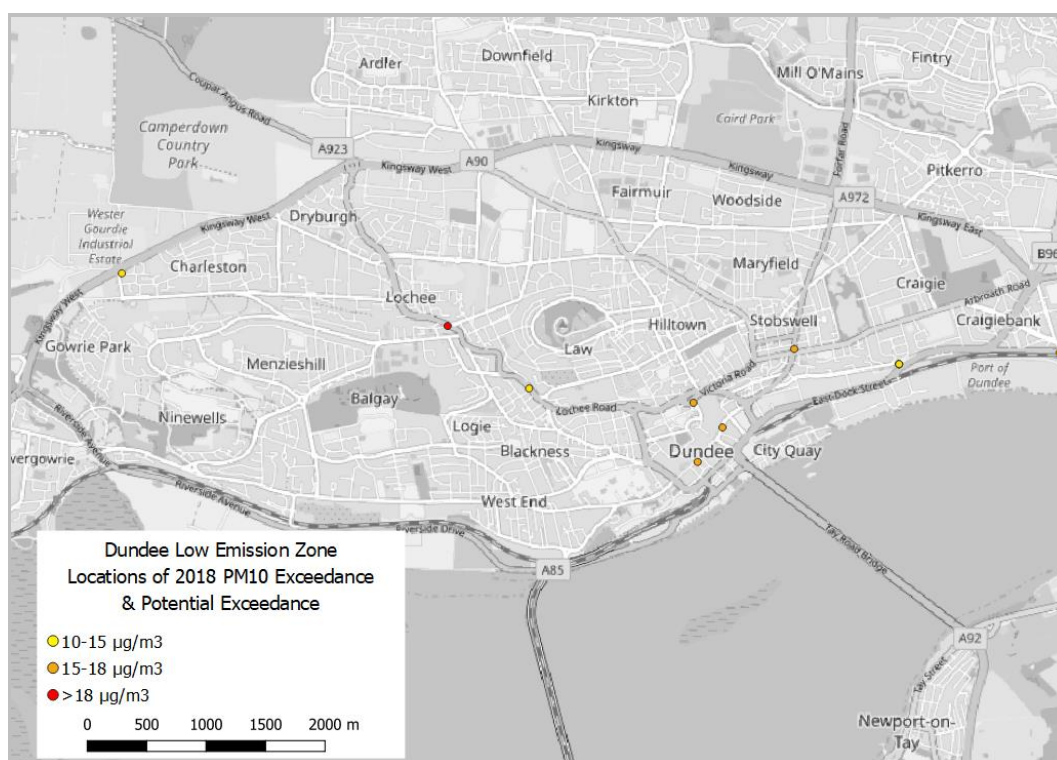 Downfield
Ardler
Mill O'Mains
Fintry
Coupar Angus Road
Kirkton
Camperdown
Country
Park
Caird Park
Forfar Road
A923
Kingsway West
A90
Kingsway
Kingsway
Pitkerro
Fairmuir
Woodside
A972
Dryburgh
Kingsway West
Kingsway East
Wester
Gourdie
Industrial
Estate
Charleston
Maryfield
B96
Craigie
Lochee
Arbroath Road
Kingsway West
Hilltown
Stobswell
Craigiebank
Gowrie Park
Law
Menzieshill
Port of
Dundee
Victoria Road
East Dock Street
Balgay
Ninewells
Lochee Road
Logie
Riverside Avenue
Blackness
Dundee
City Quay
vergowrie
Riverside Avenue
West End
Riverside Drive
Tay Road Bridge
A85
Dundee Low Emission Zone
Locations of 2018 PM10 Exceedance
& Potential Exceedance
10-15 µg/m3
15-18 µg/m3
>18 µg/m3
0 500 1000 1500 2000 m
A92
Tay Street
Newport-on-
Tay